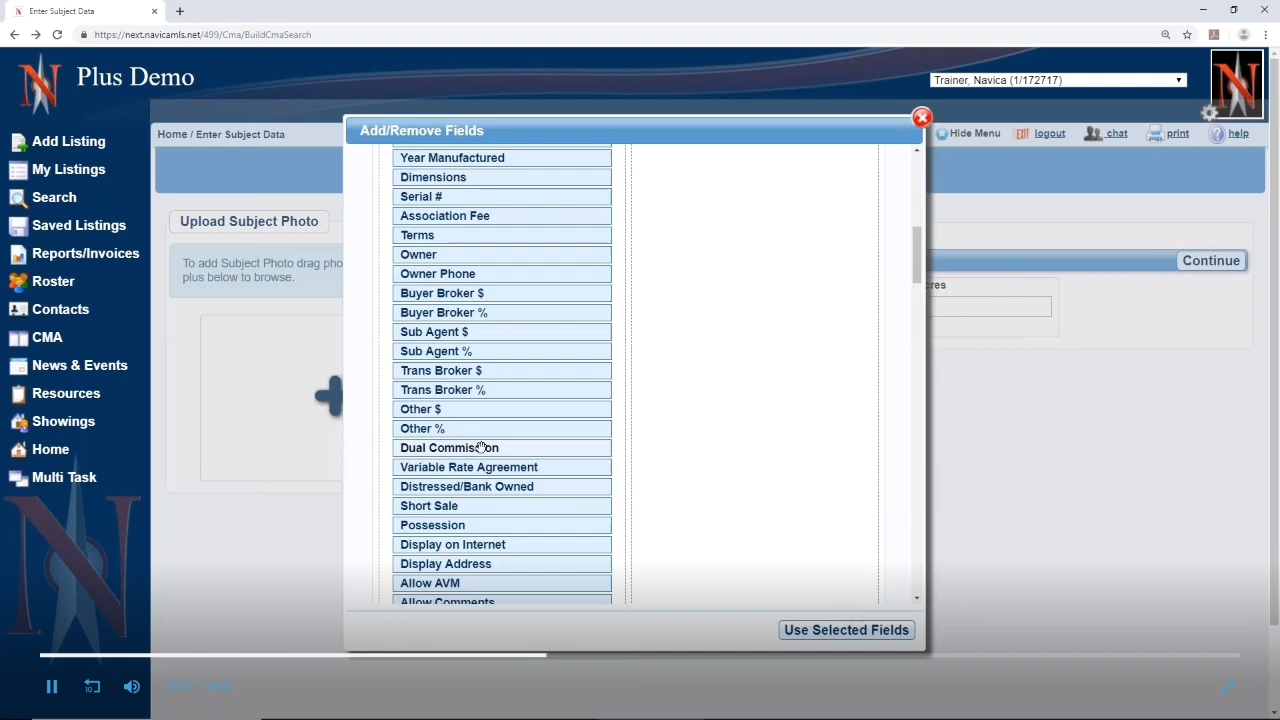 Enter Subject Data
https://next.navicamls.net/499/Cma/BuildCmaSearch
N Plus Demo
Trainer, Navica (1/172717)
N
Home / Enter Subject Data
Hide Menu
EXIT logout
chat
print
help
Add Listing
My Listings
Search
Saved Listings
Reports/Invoices
Roster
Contacts
CMA
News & Events
Resources
Showings
Home
Multi Task
N
Upload Subject Photo
To add Subject Photo drag pho
plus below to browse.
Continue
cres
Add/Remove Fields
Year Manufactured
Dimensions
Serial #
Association Fee
Terms
Owner
Owner Phone
Buyer Broker $
Buyer Broker %
Sub Agent $
Sub Agent %
Trans Broker $
Trans Broker %
Other $
Other %
Dual Commission
Variable Rate Agreement
Distressed/Bank Owned
Short Sale
Possession
Display on Internet
Display Address
Allow AVM
Allow Comments
Use Selected Fields
10